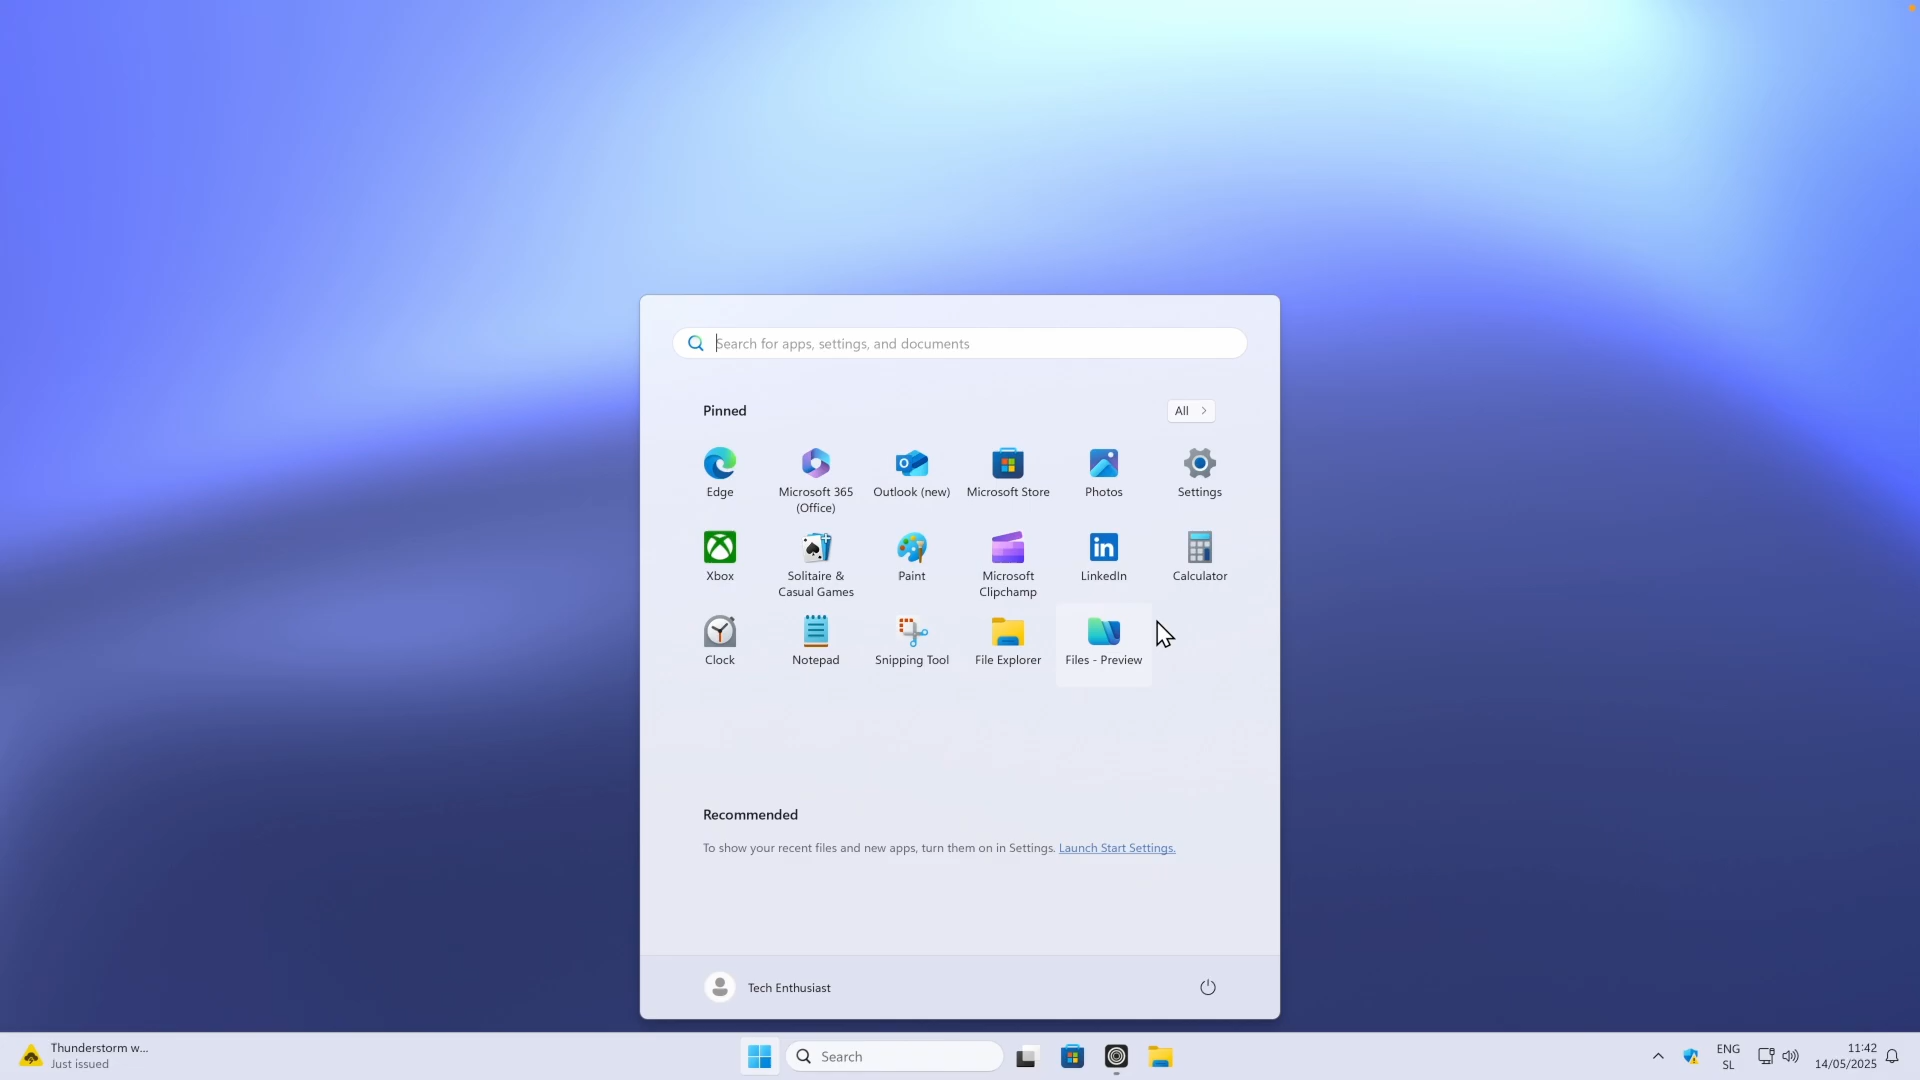 Search for apps, settings, and documents
Pinned
All
Edge
Microsoft 365
(Office)
Outlook (new)
Microsoft Store
Photos
Settings
Xbox
Solitaire &
Casual Games
Paint
Microsoft
Clipchamp
LinkedIn
Calculator
Clock
Notepad
Snipping Tool
File Explorer
Files - Preview
Recommended
To show your recent files and new apps, turn them on in Settings. Launch Start Settings.
Tech Enthusiast
Thunderstorm w...
Just issued
Search
ENG
SL
11:42
14/05/2025